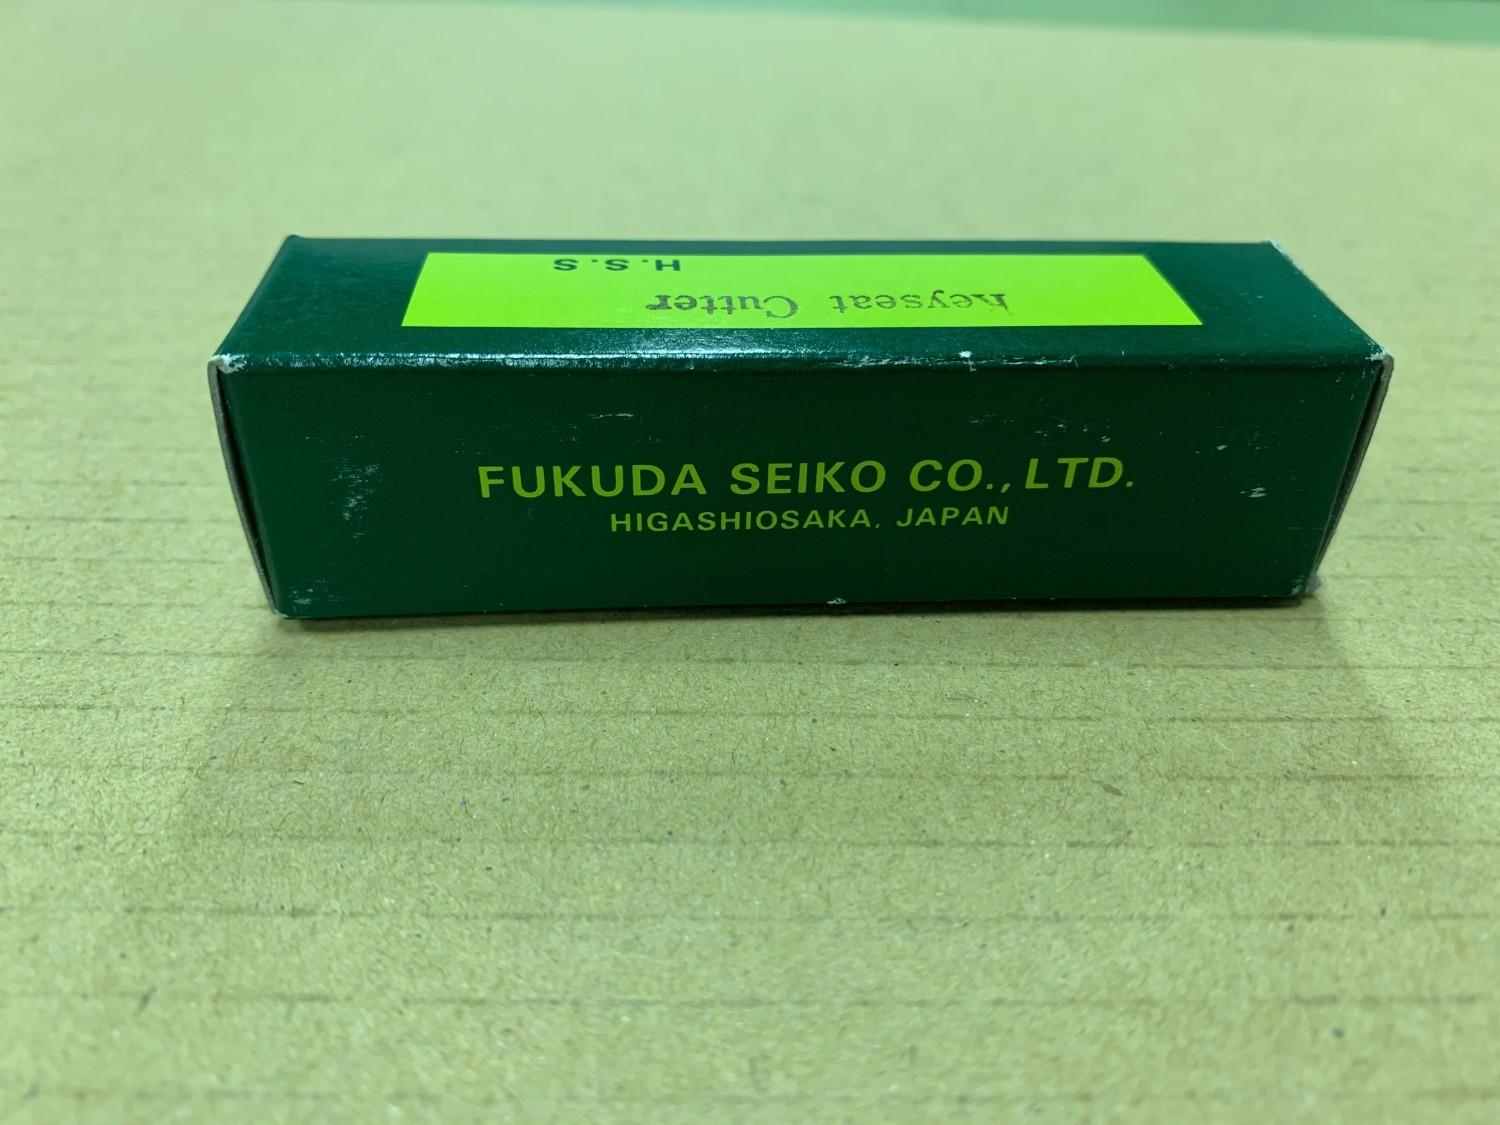 Keyseat Cutter
H.S.S
FUKUDA SEIKO CO., LTD.
HIGASHIOSAKA, JAPAN